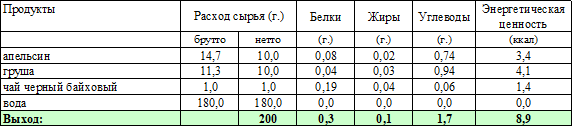 Продукты Расход сырья (г.) Белки Жиры Углеводы Энергетическая ценность
брутто нетто (г.) (г.) (г.) (ккал)
апельсин 14,7 10,0 0,08 0,02 0,74 3,4
груша 11,3 10,0 0,04 0,03 0,94 4,1
чай черный байховый 1,0 1,0 0,19 0,04 0,06 1,4
вода 180,0 180,0 0,0 0,0 0,0 0,0
Выход: 200 0,3 0,1 1,7 8,9